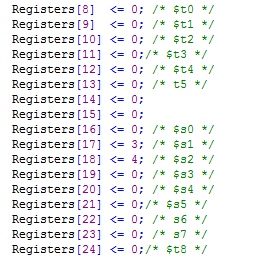 Registers[8]  <= 0; /* $t0 */
Registers[9]  <= 0; /* $t1 */
Registers[10] <= 0; /* $t2 */
Registers[11] <= 0;/* $t3 */
Registers[12] <= 0; /* $t4 */
Registers[13] <= 0; /* t5 */
Registers[14] <= 0;
Registers[15] <= 0;
Registers[16] <= 0; /* $s0 */
Registers[17] <= 3; /* $s1 */
Registers[18] <= 4; /* $s2 */
Registers[19] <= 0; /* $s3 */
Registers[20] <= 0; /* $s4 */
Registers[21] <= 0;/* $s5 */
Registers[22] <= 0; /* s6 */
Registers[23] <= 0; /* s7 */
Registers[24] <= 0;/* $t8 */